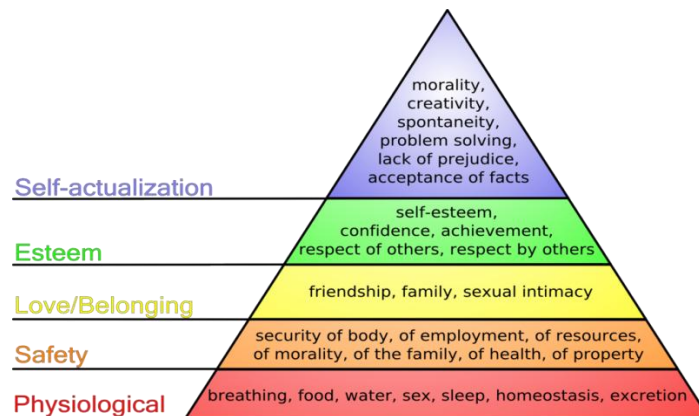 morality,
creativity,
spontaneity,
problem solving,
lack of prejudice,
acceptance of facts
Self-actualization
self-esteem,
confidence, achievement,
respect of others, respect by others
Esteem
friendship, family, sexual intimacy
Love/Belonging
security of body, of employment, of resources,
of morality, of the family, of health, of property
Safety
breathing, food, water, sex, sleep, homeostasis, excretion
Physiological